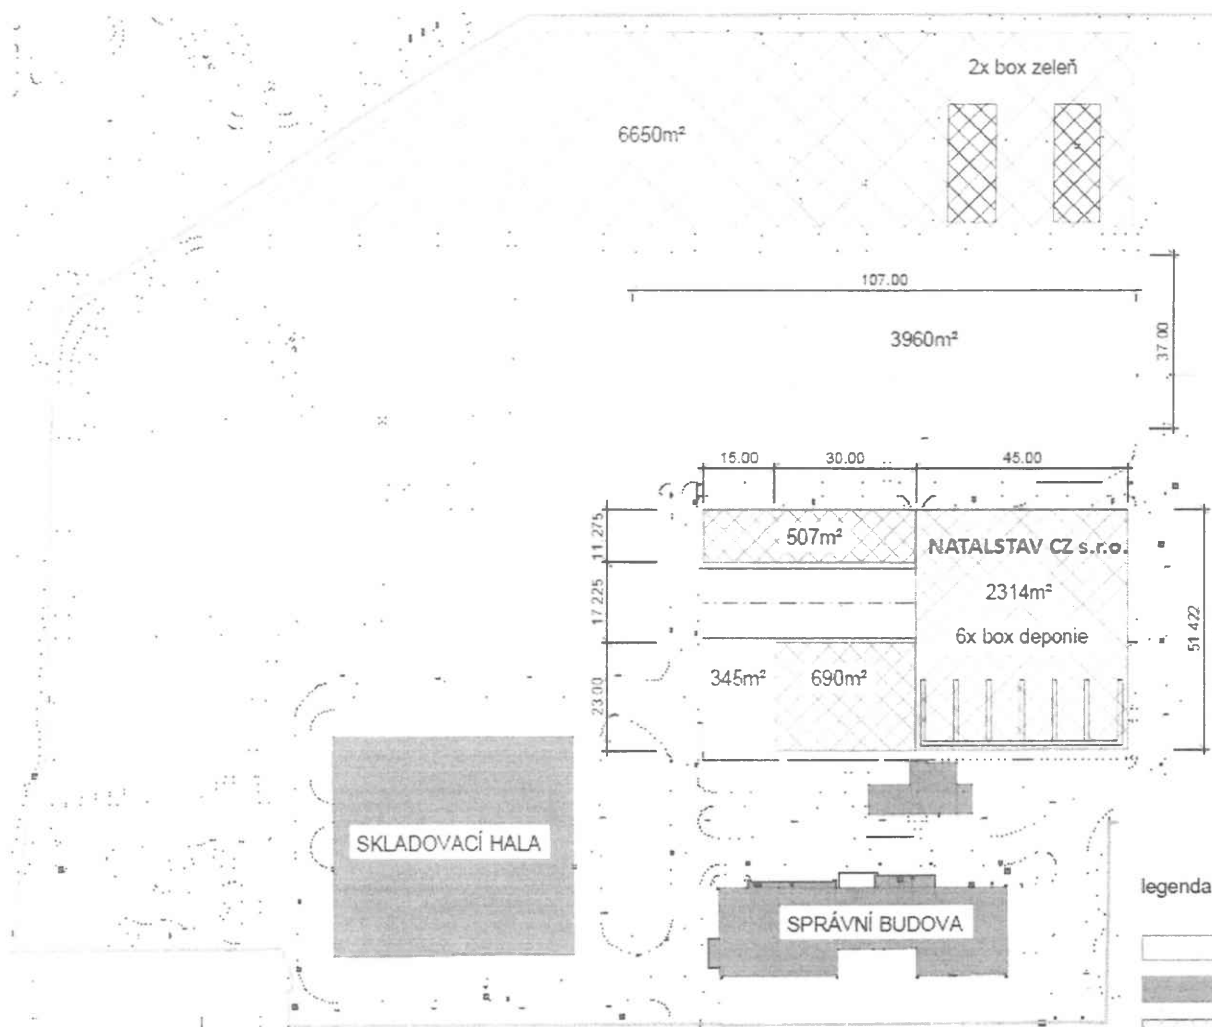 2x box zeleň
6650m²
107.00
3960m²
37.00
15.00
30.00
45.00
11.275
507m²
NATALSTAV CZ s.r.o.
17.225
2314m²
6x box deponie
51.422
23.00
345m²
690m²
SKLADOVACÍ HALA
SPRÁVNÍ BUDOVA
legenda